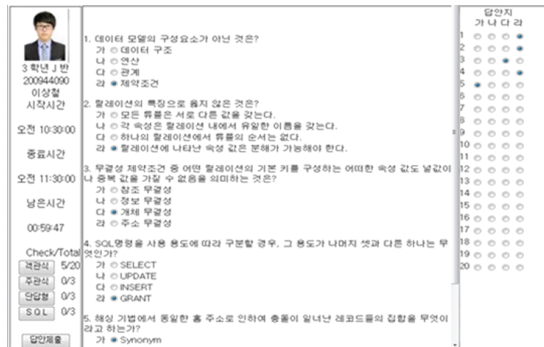 3 학년 J 반
200944090
이상철
시작시간
오전 10:30:00
종료시간
오전 11:30:00
남은시간
00:59:47
Check/Total
객관식 5/20
주관식 0/3
단답형 0/3
SQL 0/3
답안제출
1. 데이터 모델의 구성요소가 아닌 것은?
가 데이터 구조
나 연산
다 관계
라 제약조건
2. 릴레이션의 특징으로 옳지 않은 것은?
가 모든 튜플은 서로 다른 값을 갖는다.
나 각 속성은 릴레이션 내에서 유일한 이름을 갖는다.
다 하나의 릴레이션에서 튜플의 순서는 없다.
라 릴레이션에 나타난 속성 값은 분해가 가능해야 한다.
3. 무결성 제약조건 중 어떤 릴레이션의 기본 키를 구성하는 어떠한 속성 값도 널값이
나 중복 값을 가질 수 없음을 의미하는 것은?
가 참조 무결성
나 정보 무결성
다 개체 무결성
라 주소 무결성
4. SQL명령을 사용 용도에 따라 구분할 경우, 그 용도가 나머지 셋과 다른 하나는 무
엇인가?
가 SELECT
나 UPDATE
다 INSERT
라 GRANT
5. 해싱 기법에서 동일한 홈 주소로 인하여 충돌이 일너난 레코드들의 집합을 무엇이
라고 하는가?
가 Synonym
답안지
가 나 다 라
1
2
3
4
5
6
7
8
9
10
11
12
13
14
15
16
17
18
19
20